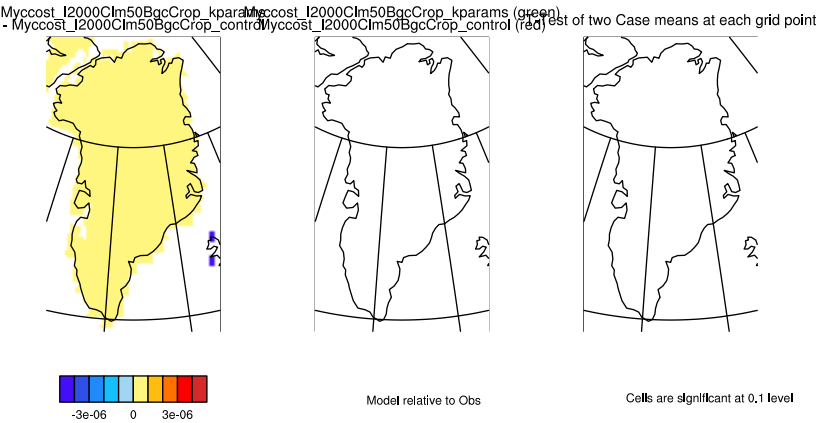 Myccost_I2000Clm50BgcCrop_kparams
- Myccost_I2000Clm50BgcCrop_control
Myccost_I2000Clm50BgcCrop_kparams (green)
Myccost_I2000Clm50BgcCrop_control (red)
T-Test of two Case means at each grid point
-3e-06 0 3e-06
Model relative to Obs
Cells are significant at 0.1 level